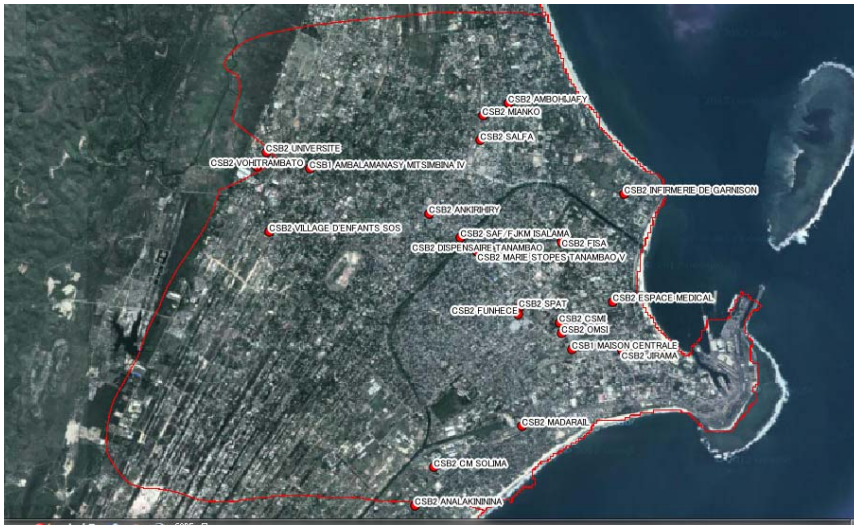 CSB2 AMBOHIJAFY
CSB2 MIANKO
CSB2 SALFA
CSB2 UNIVERSITE
CSB2 VOHITRAMBATO
CSB1 AMBALAMANASY MITSIMBINA IV
CSB2 INFIRMERIE DE GARNISON
CSB2 ANKIRIHIRY
CSB2 VILLAGE D'ENFANTS SOS
CSB2 SAF/FJKM ISALAMA
CSB2 FISA
CSB2 DISPENSAIRE TANAMBAO
CSB2 MARIE STOPES TANAMBAO V
CSB2 ESPACE MEDICAL
CSB2 SPAT
CSB2 FUNHECE
CSB2 CSMI
CSB2 OMSI
CSB1 MAISON CENTRALE
CSB2 JIRAMA
CSB2 MADARAIL
CSB2 CM SOLIMA
CSB2 ANALAKININA